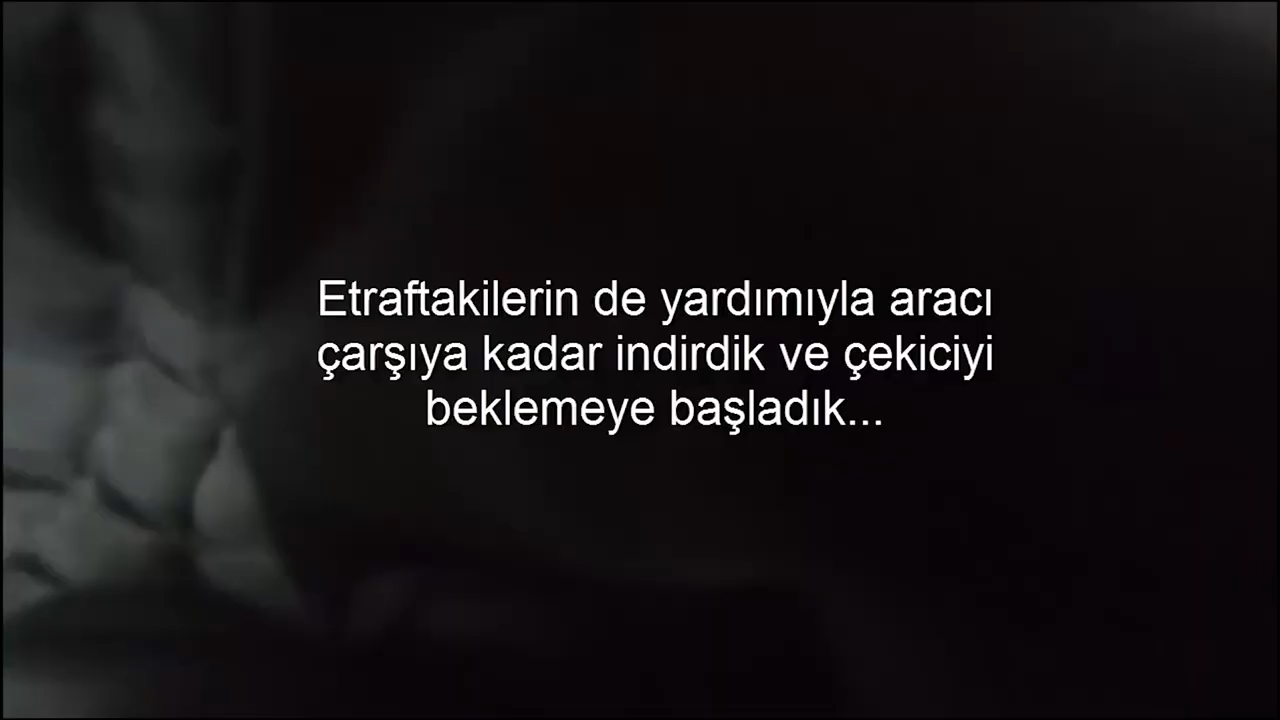 Etraftakilerin de yardımıyla aracı
çarşıya kadar indirdik ve çekiciyi
beklemeye başladık...